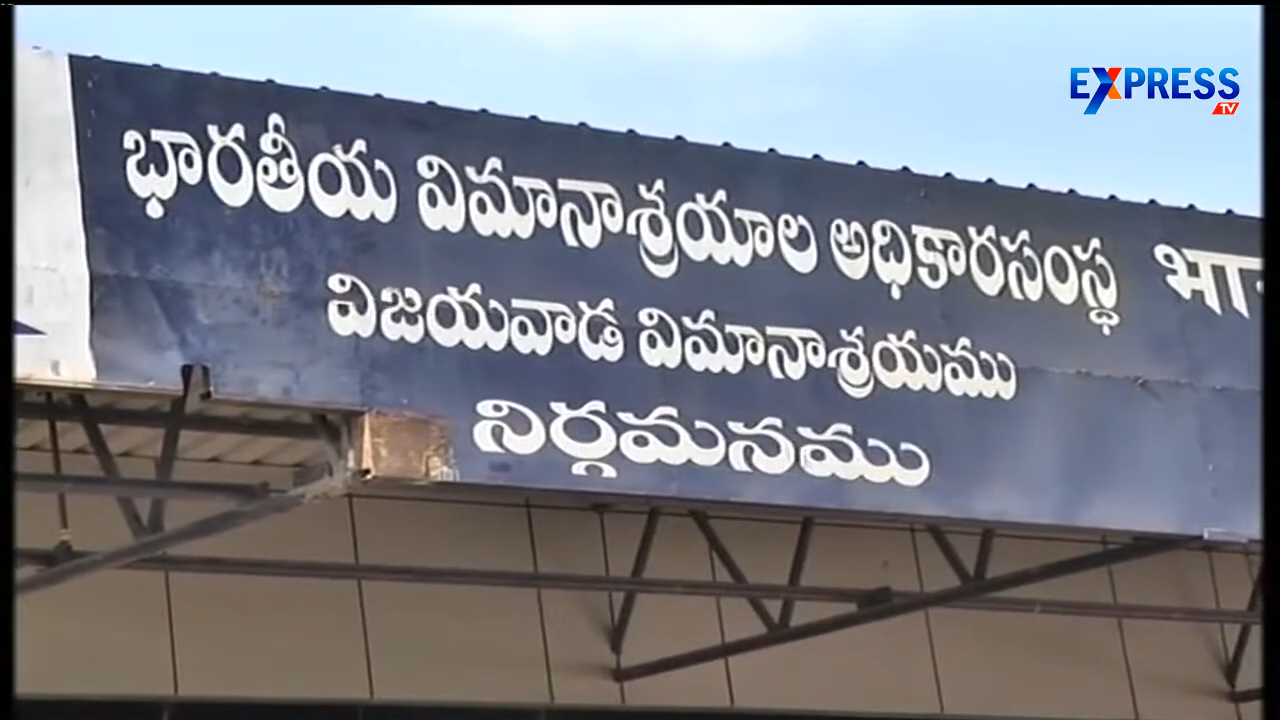 EXPRESS
TV
భారతీయ విమానాశ్రయాల అధికారసంస్థ
విజయవాడ విమానాశ్రయము
నిర్గమనము